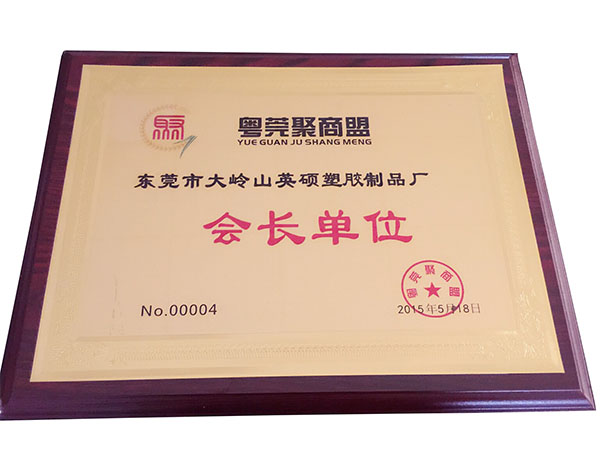 粤莞聚商盟
YUE GUAN JU SHANG MENG
东莞市大岭山英硕塑胶制品厂
会长单位
粤莞聚商盟
No.00004
2015年5月18日